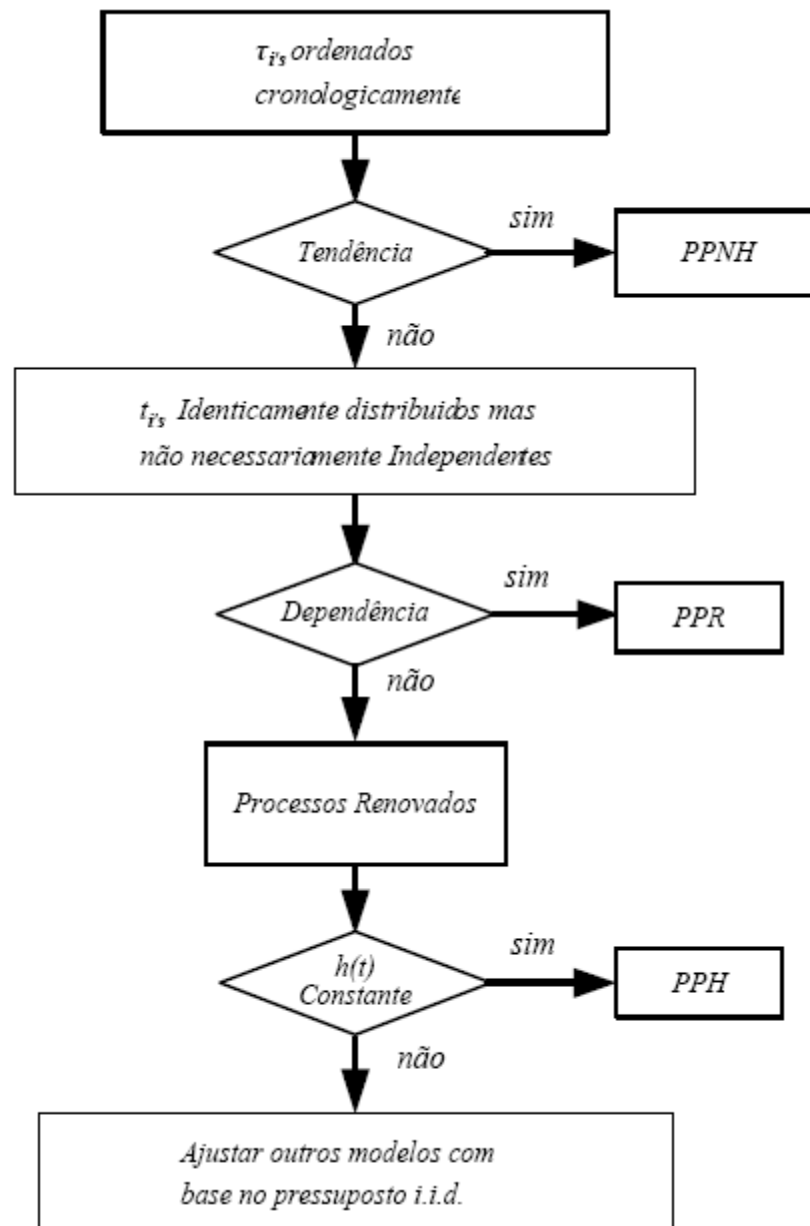 τi's ordenados
cronologicamente
Tendência
sim
PPNH
não
ti's Identicamente distribuidos mas
não necessariamente Independentes
Dependência
sim
PPR
não
Processos Renovados
h(t)
Constante
sim
PPH
não
Ajustar outros modelos com
base no pressuposto i.i.d.